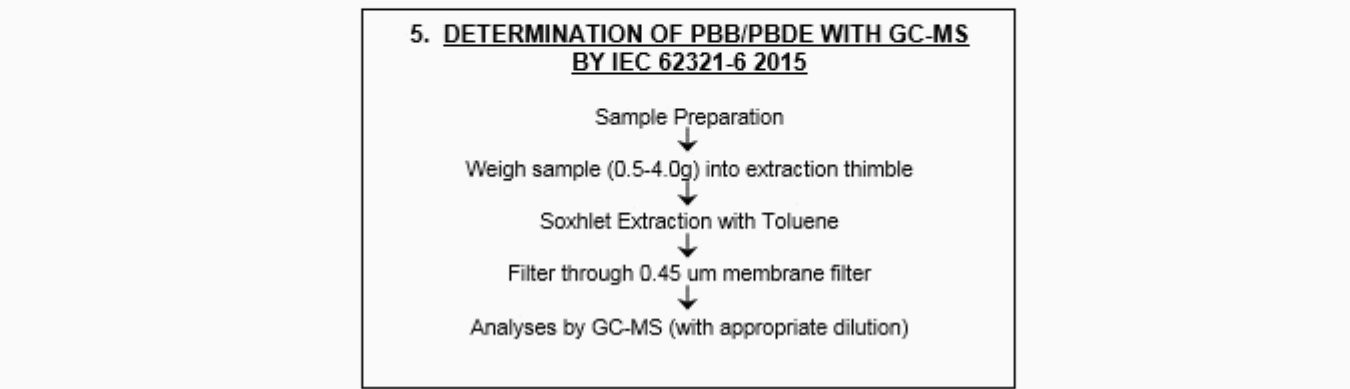 5. DETERMINATION OF PBB/PBDE WITH GC-MS
BY IEC 62321-6 2015
Sample Preparation
Weigh sample (0.5-4.0g) into extraction thimble
Soxhlet Extraction with Toluene
Filter through 0.45 um membrane filter
Analyses by GC-MS (with appropriate dilution)